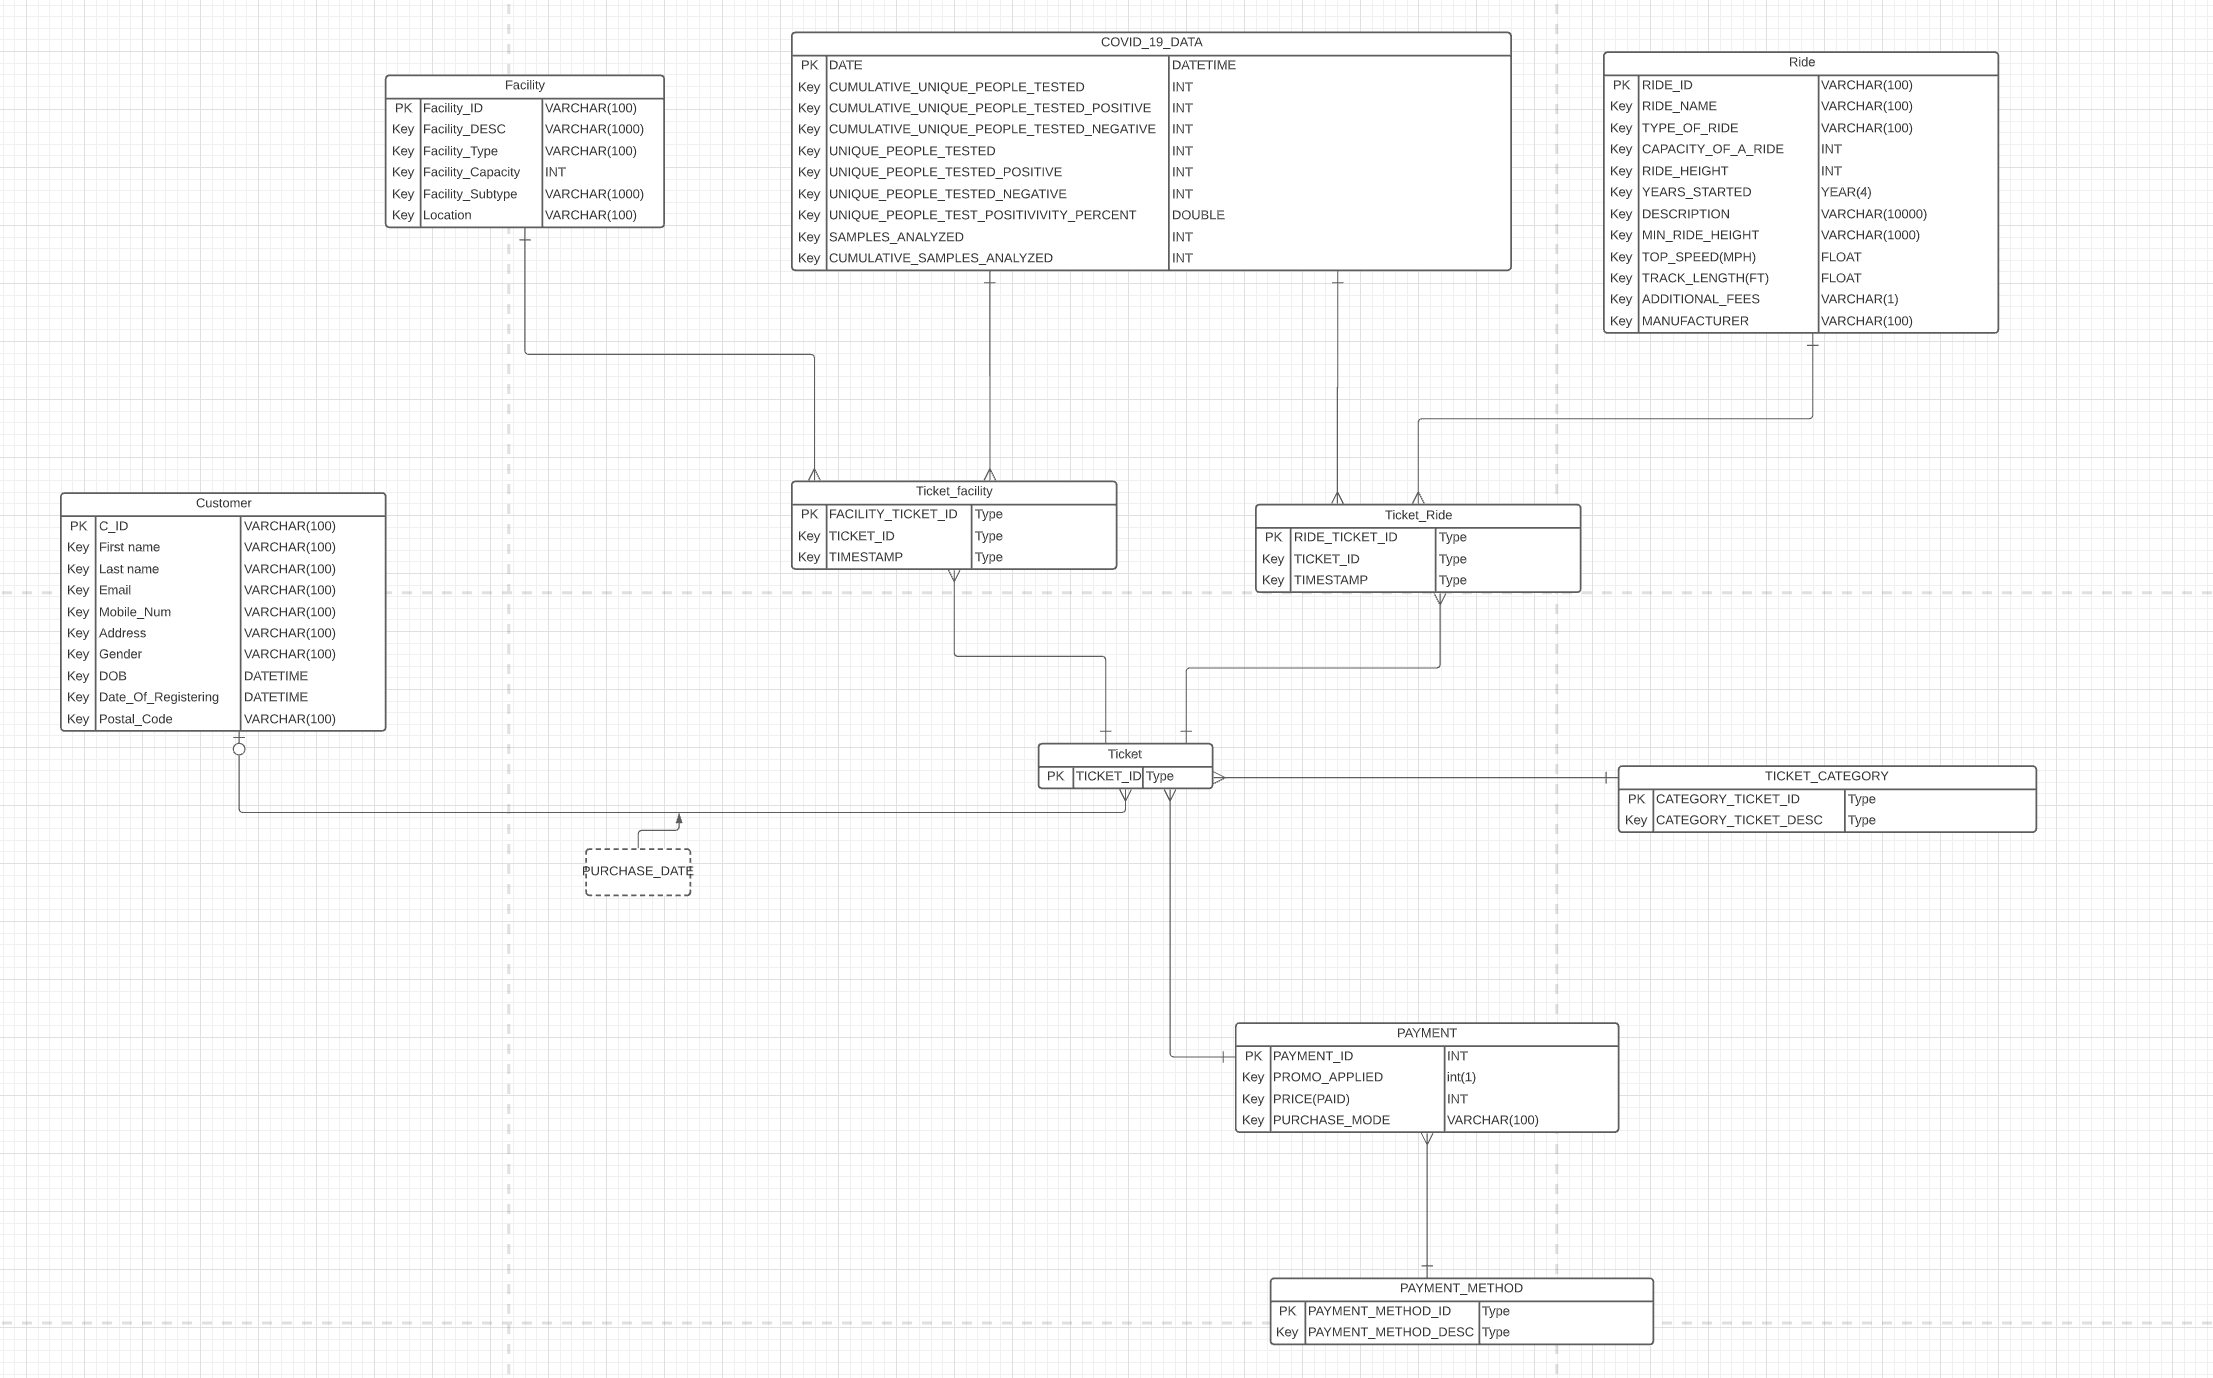 COVID_19_DATA
PK DATE DATETIME
Key CUMULATIVE_UNIQUE_PEOPLE_TESTED INT
Key CUMULATIVE_UNIQUE_PEOPLE_TESTED_POSITIVE INT
Key CUMULATIVE_UNIQUE_PEOPLE_TESTED_NEGATIVE INT
Key UNIQUE_PEOPLE_TESTED INT
Key UNIQUE_PEOPLE_TESTED_POSITIVE INT
Key UNIQUE_PEOPLE_TESTED_NEGATIVE INT
Key UNIQUE_PEOPLE_TEST_POSITIVIVITY_PERCENT DOUBLE
Key SAMPLES_ANALYZED INT
Key CUMULATIVE_SAMPLES_ANALYZED INT
Ride
PK RIDE_ID VARCHAR(100)
Key RIDE_NAME VARCHAR(100)
Key TYPE_OF_RIDE VARCHAR(100)
Key CAPACITY_OF_A_RIDE INT
Key RIDE_HEIGHT INT
Key YEARS_STARTED YEAR(4)
Key DESCRIPTION VARCHAR(10000)
Key MIN_RIDE_HEIGHT VARCHAR(1000)
Key TOP_SPEED(MPH) FLOAT
Key TRACK_LENGTH(FT) FLOAT
Key ADDITIONAL_FEES VARCHAR(1)
Key MANUFACTURER VARCHAR(100)
Facility
PK Facility_ID VARCHAR(100)
Key Facility_DESC VARCHAR(1000)
Key Facility_Type VARCHAR(100)
Key Facility_Capacity INT
Key Facility_Subtype VARCHAR(1000)
Key Location VARCHAR(100)
Ticket_facility
PK FACILITY_TICKET_ID Type
Key TICKET_ID Type
Key TIMESTAMP Type
Ticket_Ride
PK RIDE_TICKET_ID Type
Key TICKET_ID Type
Key TIMESTAMP Type
Customer
PK C_ID VARCHAR(100)
Key First name VARCHAR(100)
Key Last name VARCHAR(100)
Key Email VARCHAR(100)
Key Mobile_Num VARCHAR(100)
Key Address VARCHAR(100)
Key Gender VARCHAR(100)
Key DOB DATETIME
Key Date_Of_Registering DATETIME
Key Postal_Code VARCHAR(100)
Ticket
PK TICKET_ID Type
TICKET_CATEGORY
PK CATEGORY_TICKET_ID Type
Key CATEGORY_TICKET_DESC Type
PURCHASE_DATE
PAYMENT
PK PAYMENT_ID INT
Key PROMO_APPLIED int(1)
Key PRICE(PAID) INT
Key PURCHASE_MODE VARCHAR(100)
PAYMENT_METHOD
PK PAYMENT_METHOD_ID Type
Key PAYMENT_METHOD_DESC Type